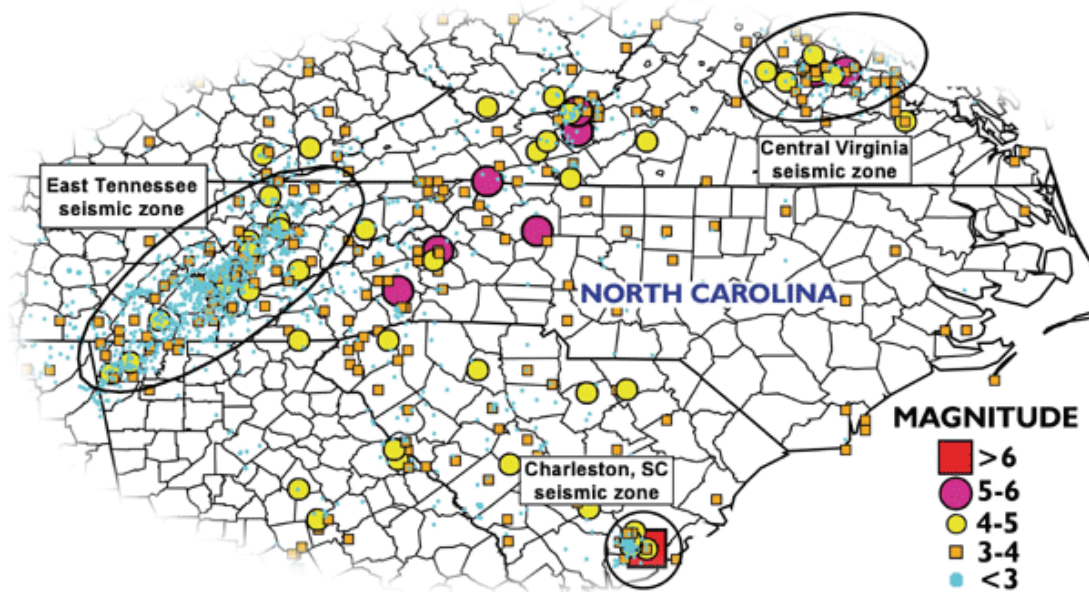 Central Virginia
seismic zone
East Tennessee
seismic zone
NORTH CAROLINA
MAGNITUDE
>6
5-6
4-5
3-4
<3
Charleston, SC
seismic zone